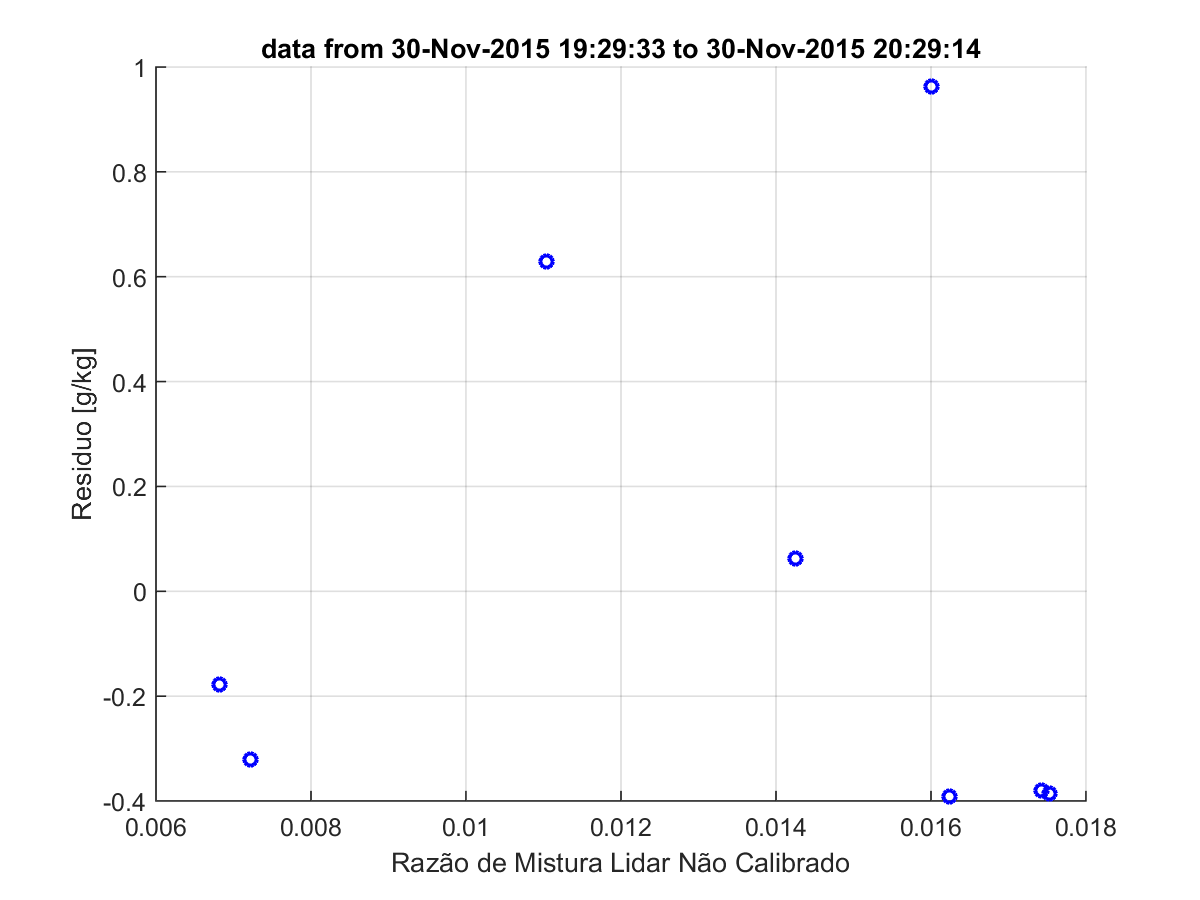 data from 30-Nov-2015 19:29:33 to 30-Nov-2015 20:29:14
1
0.8
0.6
0.4
0.2
0
-0.2
-0.4
Residuo [g/kg]
0.006 0.008 0.01 0.012 0.014 0.016 0.018
Razão de Mistura Lidar Não Calibrado